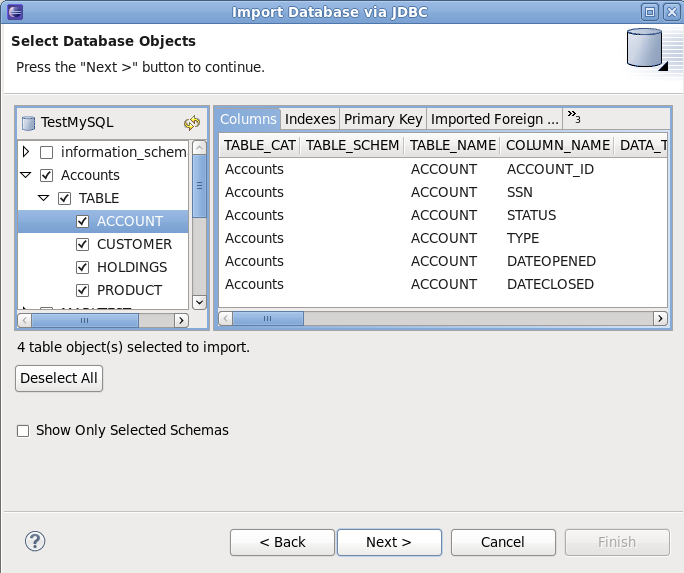 Import Database via JDBC
Select Database Objects
Press the "Next >" button to continue.
TestMySQL
information_schem
Accounts
TABLE
ACCOUNT
CUSTOMER
HOLDINGS
PRODUCT
Columns Indexes Primary Key Imported Foreign ... »3
TABLE_CAT TABLE_SCHEM TABLE_NAME COLUMN_NAME DATA_T
Accounts ACCOUNT ACCOUNT_ID
Accounts ACCOUNT SSN
Accounts ACCOUNT STATUS
Accounts ACCOUNT TYPE
Accounts ACCOUNT DATEOPENED
Accounts ACCOUNT DATECLOSED
4 table object(s) selected to import.
Deselect All
Show Only Selected Schemas
? < Back Next > Cancel Finish